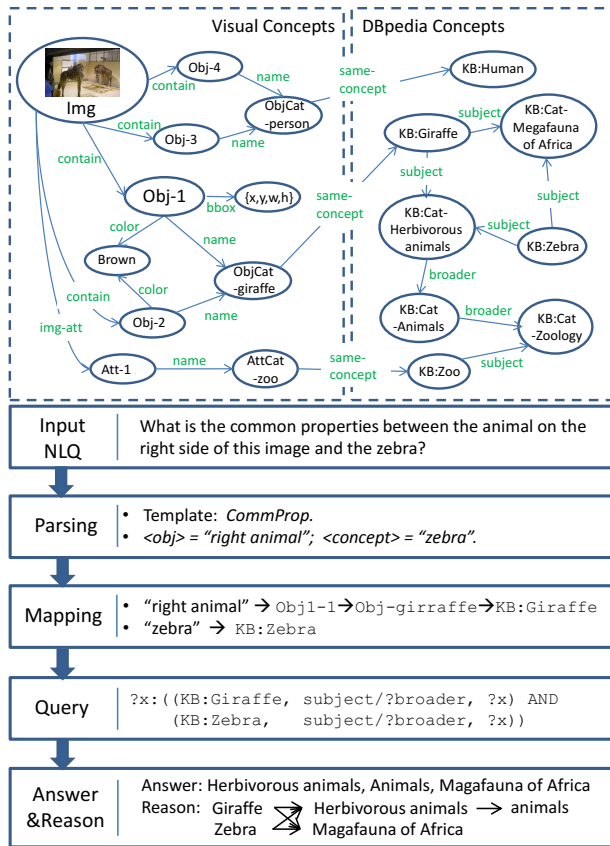 Visual Concepts
DBpedia Concepts
Img
contain
Obj-4
name
contain
Obj-3
name
ObjCat
-person
same-
concept
KB:Human
contain
Obj-1
bbox
{x,y,w,h}
color
name
Brown
ObjCat
-giraffe
same-
concept
contain
color
Obj-2
name
img-att
Att-1
name
AttCat
-zoo
same-
concept
KB:Zoo
KB:Giraffe
subject
KB:Cat-
Megafauna
of Africa
subject
subject
KB:Cat-
Herbivorous
animals
subject
KB:Zebra
broader
KB:Cat
-Animals
broader
KB:Cat
-Zoology
subject
Input
NLQ
What is the common properties between the animal on the
right side of this image and the zebra?
Parsing
• Template: CommProp.
• <obj> = “right animal”; <concept> = “zebra”.
Mapping
• “right animal” → Obj1-1→Obj-girraffe→KB:Giraffe
• “zebra” → KB:Zebra
Query
?x:((KB:Giraffe, subject/?broader, ?x) AND
(KB:Zebra, subject/?broader, ?x))
Answer
&Reason
Answer: Herbivorous animals, Animals, Magafauna of Africa
Reason: Giraffe Herbivorous animals → animals
Zebra Magafauna of Africa